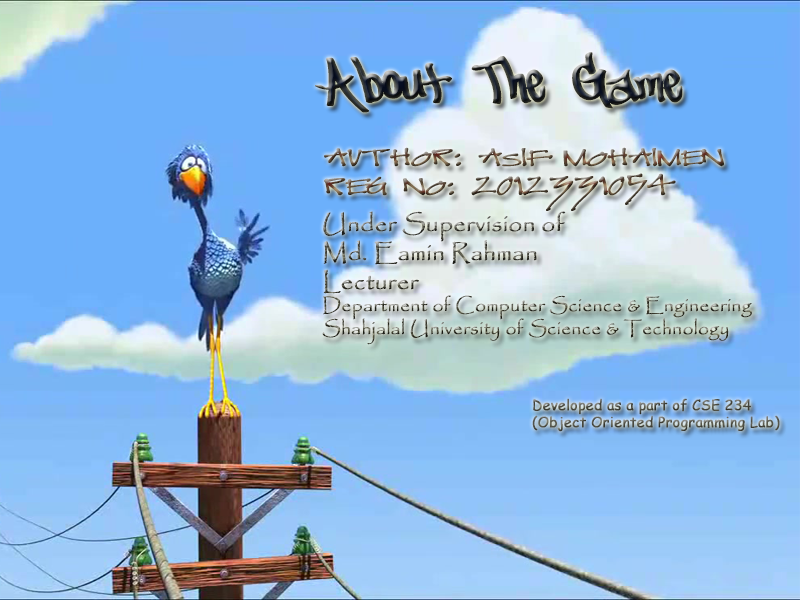 About The Game
AUTHOR: ASIF MOHAIMEN
REG NO: 2012331054
Under Supervision of
Md. Eamin Rahman
Lecturer
Department of Computer Science & Engineering
Shahjalal University of Science & Technology
Developed as a part of CSE 234
(Object Oriented Programming Lab)